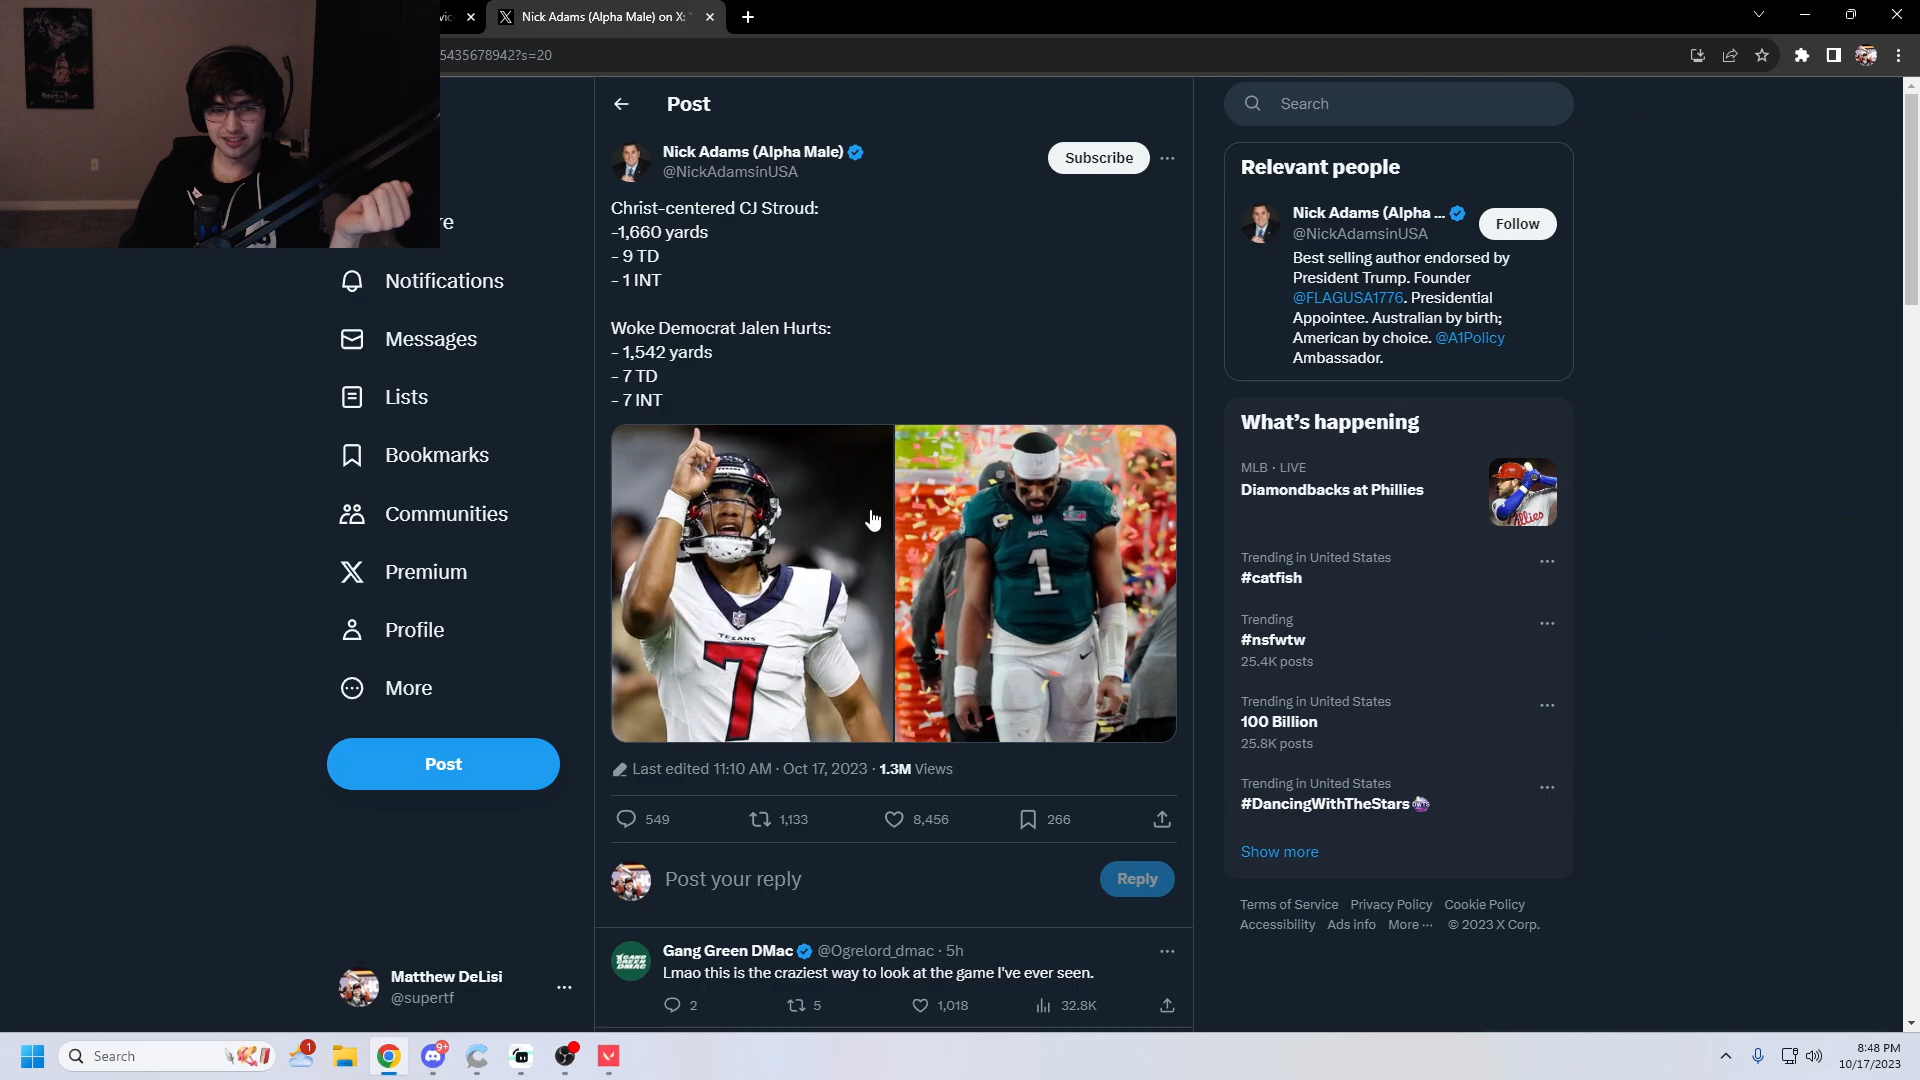 Nick Adams (Alpha Male) on X: "
5435678942?s=20
Post
Search
Nick Adams (Alpha Male)
@NickAdamsinUSA
Subscribe
Christ-centered CJ Stroud:
-1,660 yards
- 9 TD
- 1 INT
Woke Democrat Jalen Hurts:
- 1,542 yards
- 7 TD
- 7 INT
TEXANS
7
1
Last edited 11:10 AM · Oct 17, 2023 · 1.3M Views
549
1,133
8,456
266
Post your reply
Reply
Gang Green DMac @Ogrelord_dmac · 5h
Lmao this is the craziest way to look at the game I've ever seen.
2
5
1,018
32.8K
re
Notifications
Messages
Lists
Bookmarks
Communities
Premium
Profile
More
Post
Matthew DeLisi
@supertf
Relevant people
Nick Adams (Alpha ...
@NickAdamsinUSA
Follow
Best selling author endorsed by
President Trump. Founder
@FLAGUSA1776. Presidential
Appointee. Australian by birth;
American by choice. @A1Policy
Ambassador.
What's happening
MLB · LIVE
Diamondbacks at Phillies
Phillies
Trending in United States
#catfish
Trending
#nsfwtw
25.4K posts
Trending in United States
100 Billion
25.8K posts
Trending in United States
#DancingWithTheStars
Show more
Terms of Service Privacy Policy Cookie Policy
Accessibility Ads info More ··· © 2023 X Corp.
Search
1
9+
8:48 PM
10/17/2023